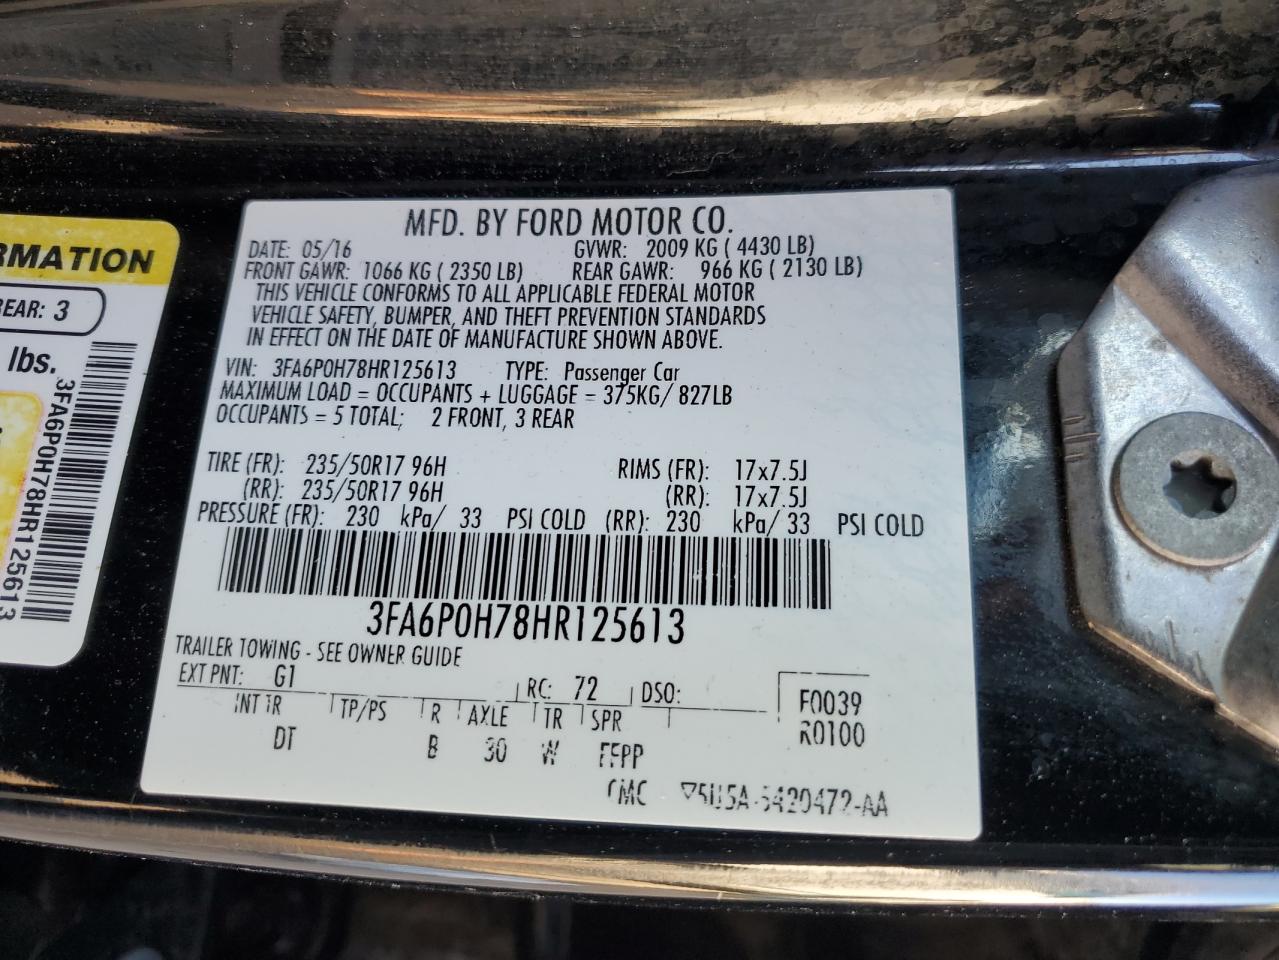 MFD. BY FORD MOTOR CO.
DATE: 05/16 GVWR: 2009 KG ( 4430 LB)
FRONT GAWR: 1066 KG ( 2350 LB) REAR GAWR: 966 KG ( 2130 LB)
THIS VEHICLE CONFORMS TO ALL APPLICABLE FEDERAL MOTOR
VEHICLE SAFETY, BUMPER, AND THEFT PREVENTION STANDARDS
IN EFFECT ON THE DATE OF MANUFACTURE SHOWN ABOVE.
VIN: 3FA6P0H78HR125613 TYPE: Passenger Car
MAXIMUM LOAD = OCCUPANTS + LUGGAGE = 375KG/ 827LB
OCCUPANTS = 5 TOTAL; 2 FRONT, 3 REAR
TIRE (FR): 235/50R17 96H RIMS (FR): 17x7.5J
(RR): 235/50R17 96H (RR): 17x7.5J
PRESSURE (FR): 230 kPa/ 33 PSI COLD (RR): 230 kPa/ 33 PSI COLD
3FA6P0H78HR125613
TRAILER TOWING - SEE OWNER GUIDE
EXT PNT: G1 RC: 72 DSO: F0039
INT TR TP/PS R AXLE TR SPR R0100
DT B 30 W FFPP
RMATION
REAR: 3
lbs.
3FA6P0H78HR125613